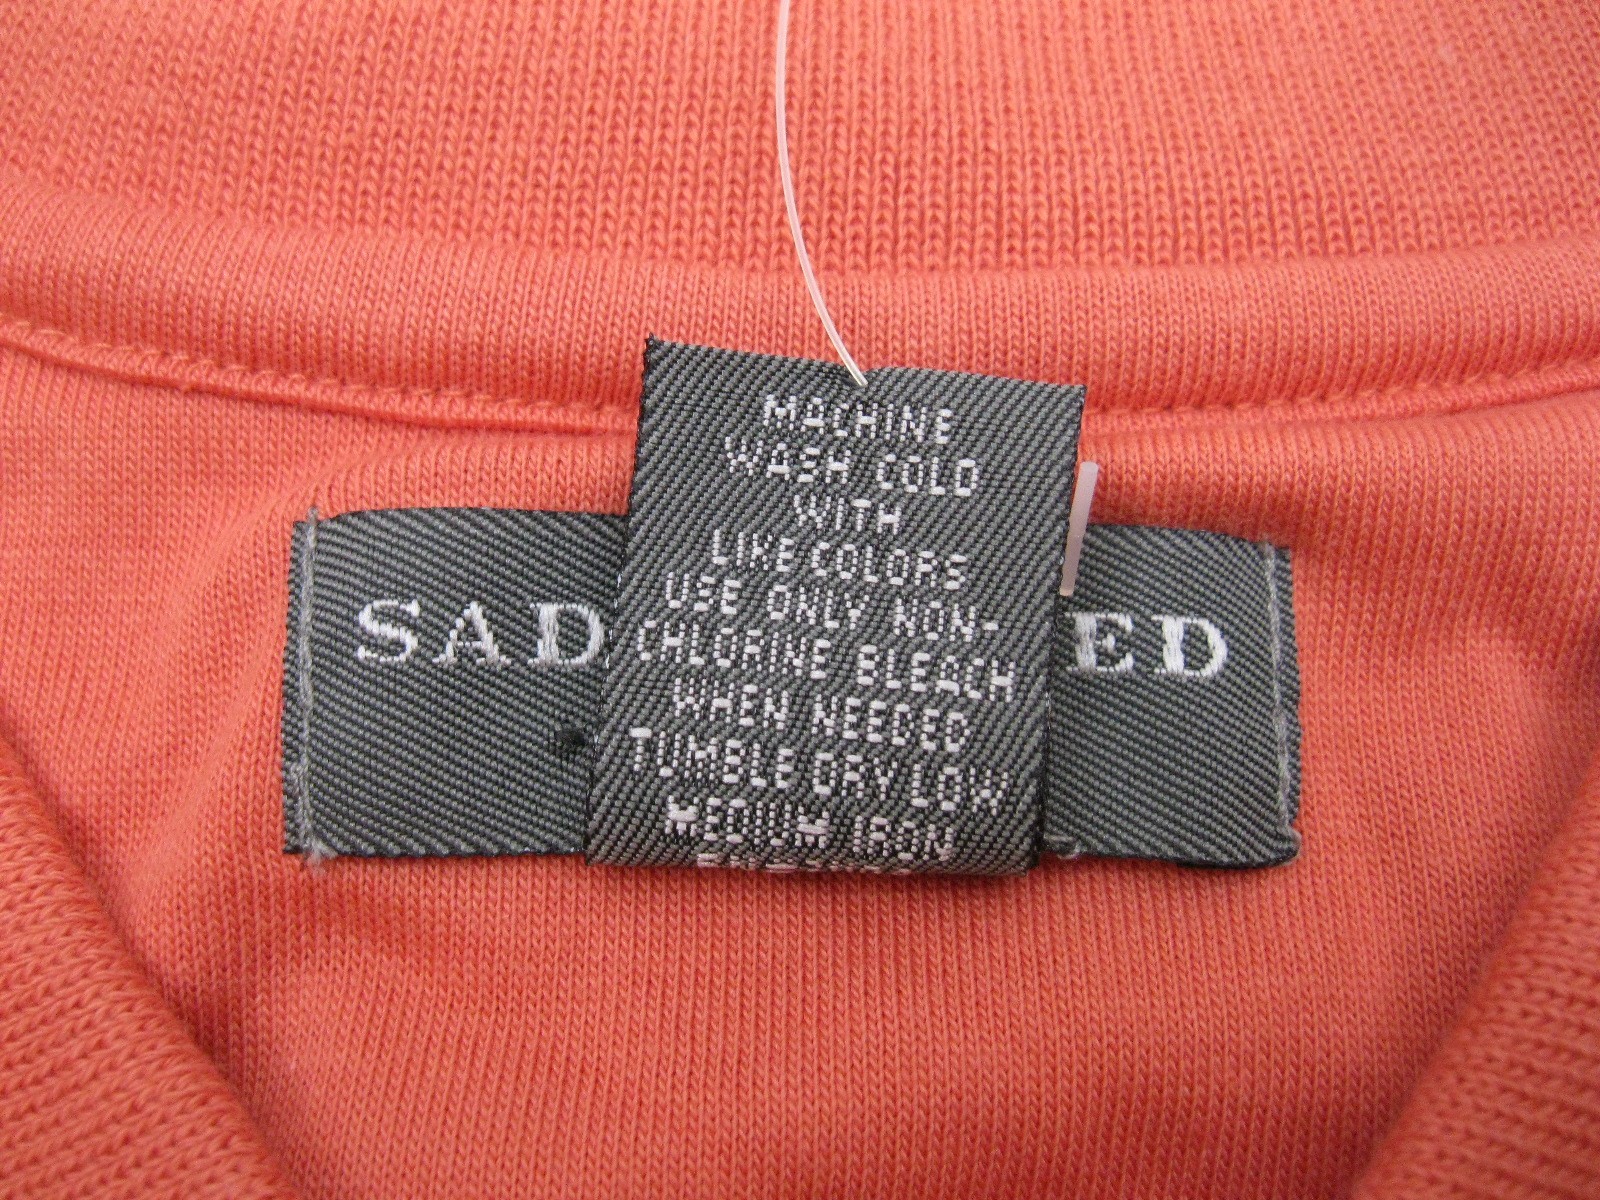 MACHINE
WASH COLD
WITH
LIKE COLORS
USE ONLY NON-
CHLORINE BLEACH
WHEN NEEDED
TUMBLE DRY LOW
MEDIUM IRON
SAD ED